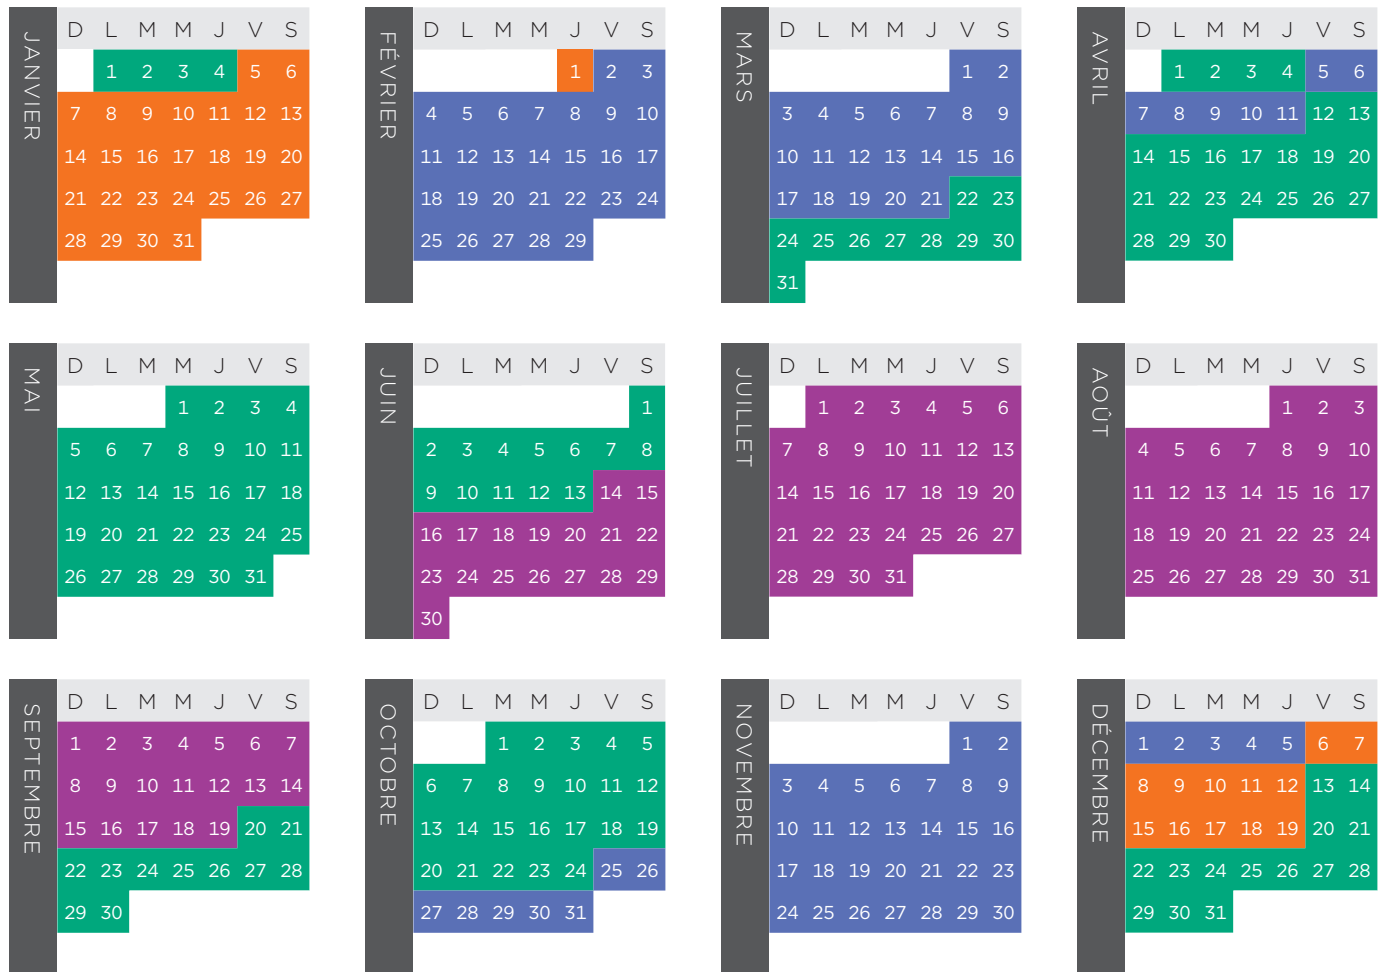 JANVIER
D L M M J V S
1 2 3 4 5 6
7 8 9 10 11 12 13
14 15 16 17 18 19 20
21 22 23 24 25 26 27
28 29 30 31
FÉVRIER
D L M M J V S
1 2 3
4 5 6 7 8 9 10
11 12 13 14 15 16 17
18 19 20 21 22 23 24
25 26 27 28 29
MARS
D L M M J V S
1 2
3 4 5 6 7 8 9
10 11 12 13 14 15 16
17 18 19 20 21 22 23
24 25 26 27 28 29 30
31
AVRIL
D L M M J V S
1 2 3 4 5 6
7 8 9 10 11 12 13
14 15 16 17 18 19 20
21 22 23 24 25 26 27
28 29 30
MAI
D L M M J V S
1 2 3 4
5 6 7 8 9 10 11
12 13 14 15 16 17 18
19 20 21 22 23 24 25
26 27 28 29 30 31
JUIN
D L M M J V S
1
2 3 4 5 6 7 8
9 10 11 12 13 14 15
16 17 18 19 20 21 22
23 24 25 26 27 28 29
30
JUILLET
D L M M J V S
1 2 3 4 5 6
7 8 9 10 11 12 13
14 15 16 17 18 19 20
21 22 23 24 25 26 27
28 29 30 31
AOÛT
D L M M J V S
1 2 3
4 5 6 7 8 9 10
11 12 13 14 15 16 17
18 19 20 21 22 23 24
25 26 27 28 29 30 31
SEPTEMBRE
D L M M J V S
1 2 3 4 5 6 7
8 9 10 11 12 13 14
15 16 17 18 19 20 21
22 23 24 25 26 27 28
29 30
OCTOBRE
D L M M J V S
1 2 3 4 5
6 7 8 9 10 11 12
13 14 15 16 17 18 19
20 21 22 23 24 25 26
27 28 29 30 31
NOVEMBRE
D L M M J V S
1 2
3 4 5 6 7 8 9
10 11 12 13 14 15 16
17 18 19 20 21 22 23
24 25 26 27 28 29 30
DÉCEMBRE
D L M M J V S
1 2 3 4 5 6 7
8 9 10 11 12 13 14
15 16 17 18 19 20 21
22 23 24 25 26 27 28
29 30 31